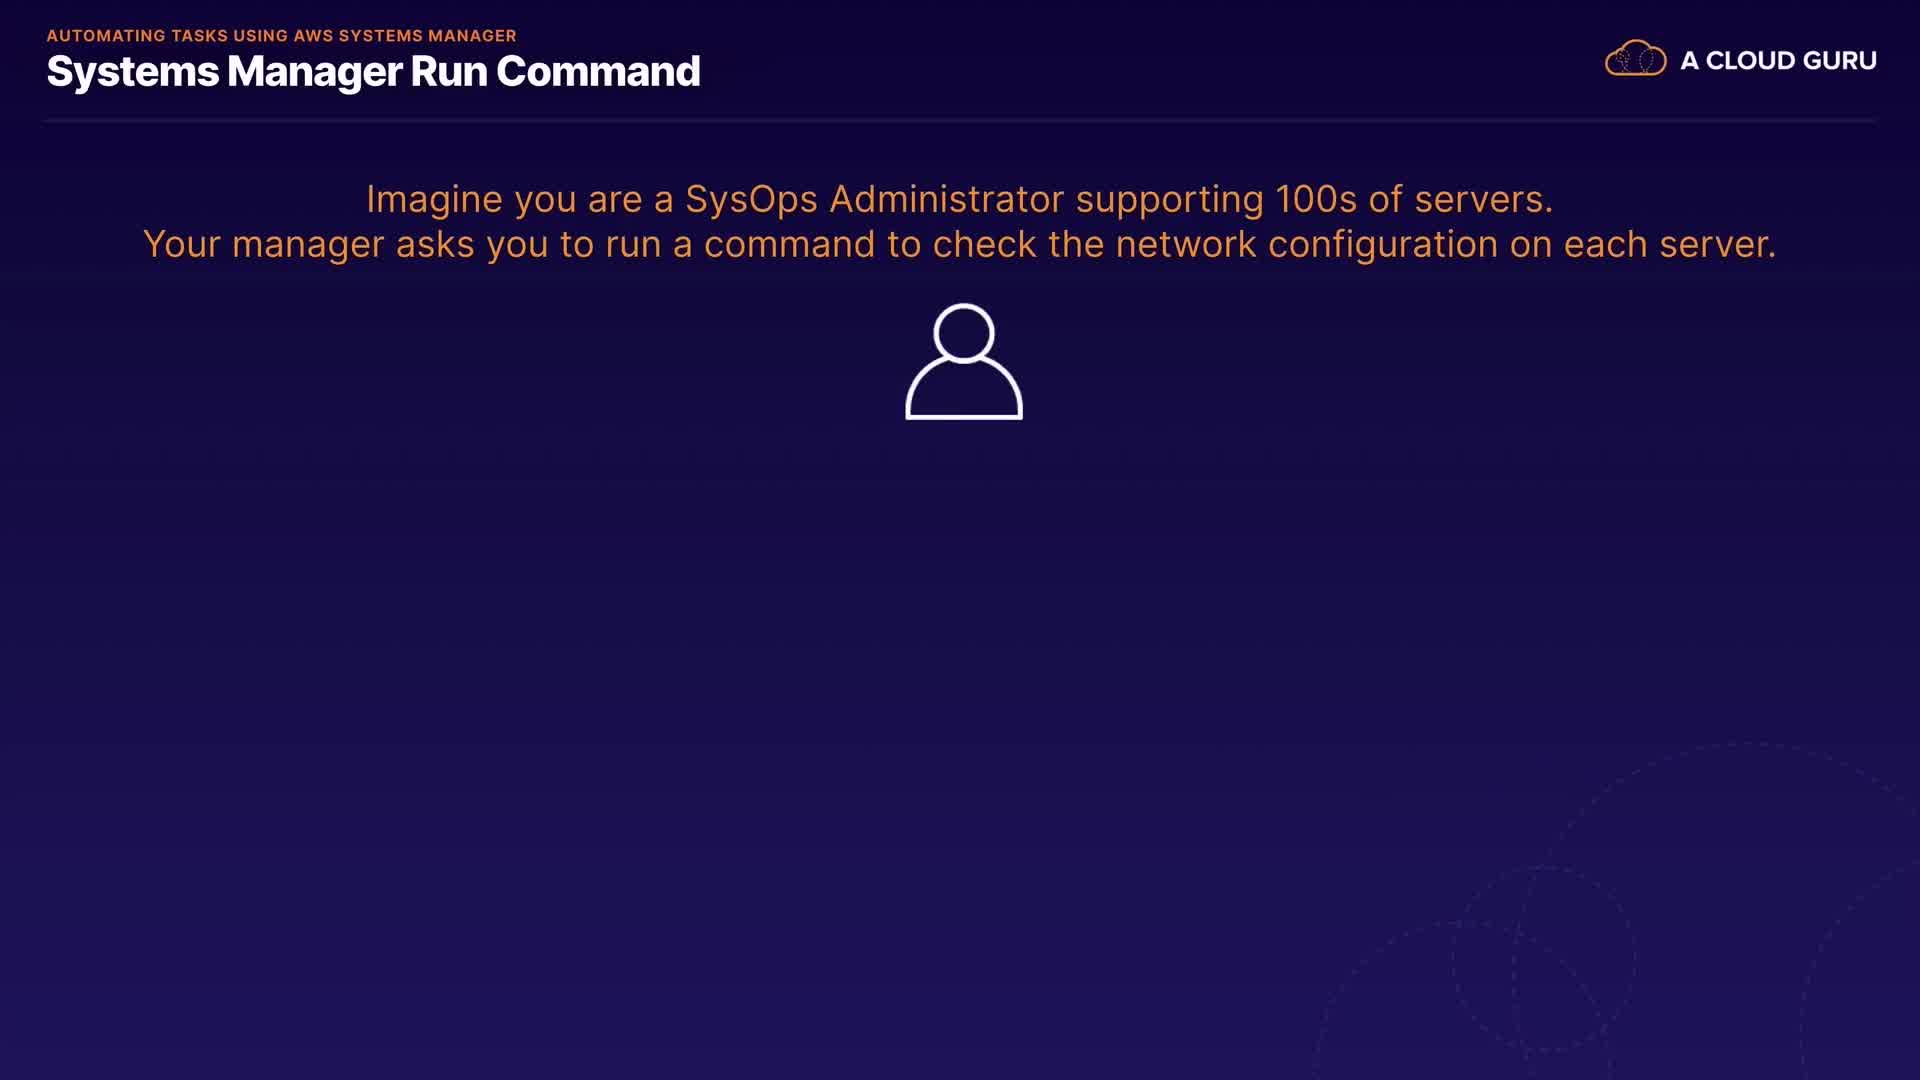 AUTOMATING TASKS USING AWS SYSTEMS MANAGER
Systems Manager Run Command
A CLOUD GURU
Imagine you are a SysOps Administrator supporting 100s of servers.
Your manager asks you to run a command to check the network configuration on each server.